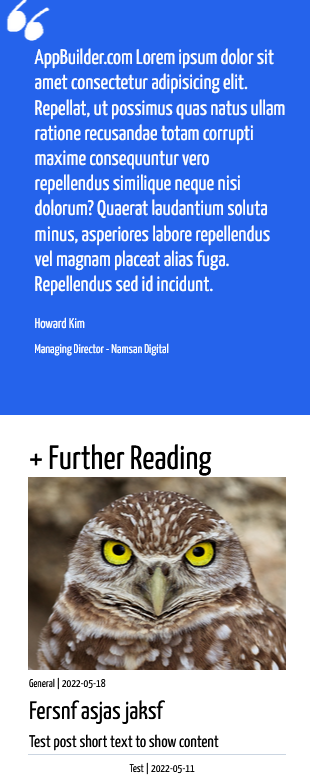 AppBuilder.com Lorem ipsum dolor sit
amet consectetur adipisicing elit.
Repellat, ut possimus quas natus ullam
ratione recusandae totam corrupti
maxime consequuntur vero
repellendus similique neque nisi
dolorum? Quaerat laudantium soluta
minus, asperiores labore repellendus
vel magnam placeat alias fuga.
Repellendus sed id incidunt.
Howard Kim
Managing Director - Namsan Digital
+ Further Reading
General | 2022-05-18
Fersnf asjas jaksf
Test post short text to show content
Test | 2022-05-11